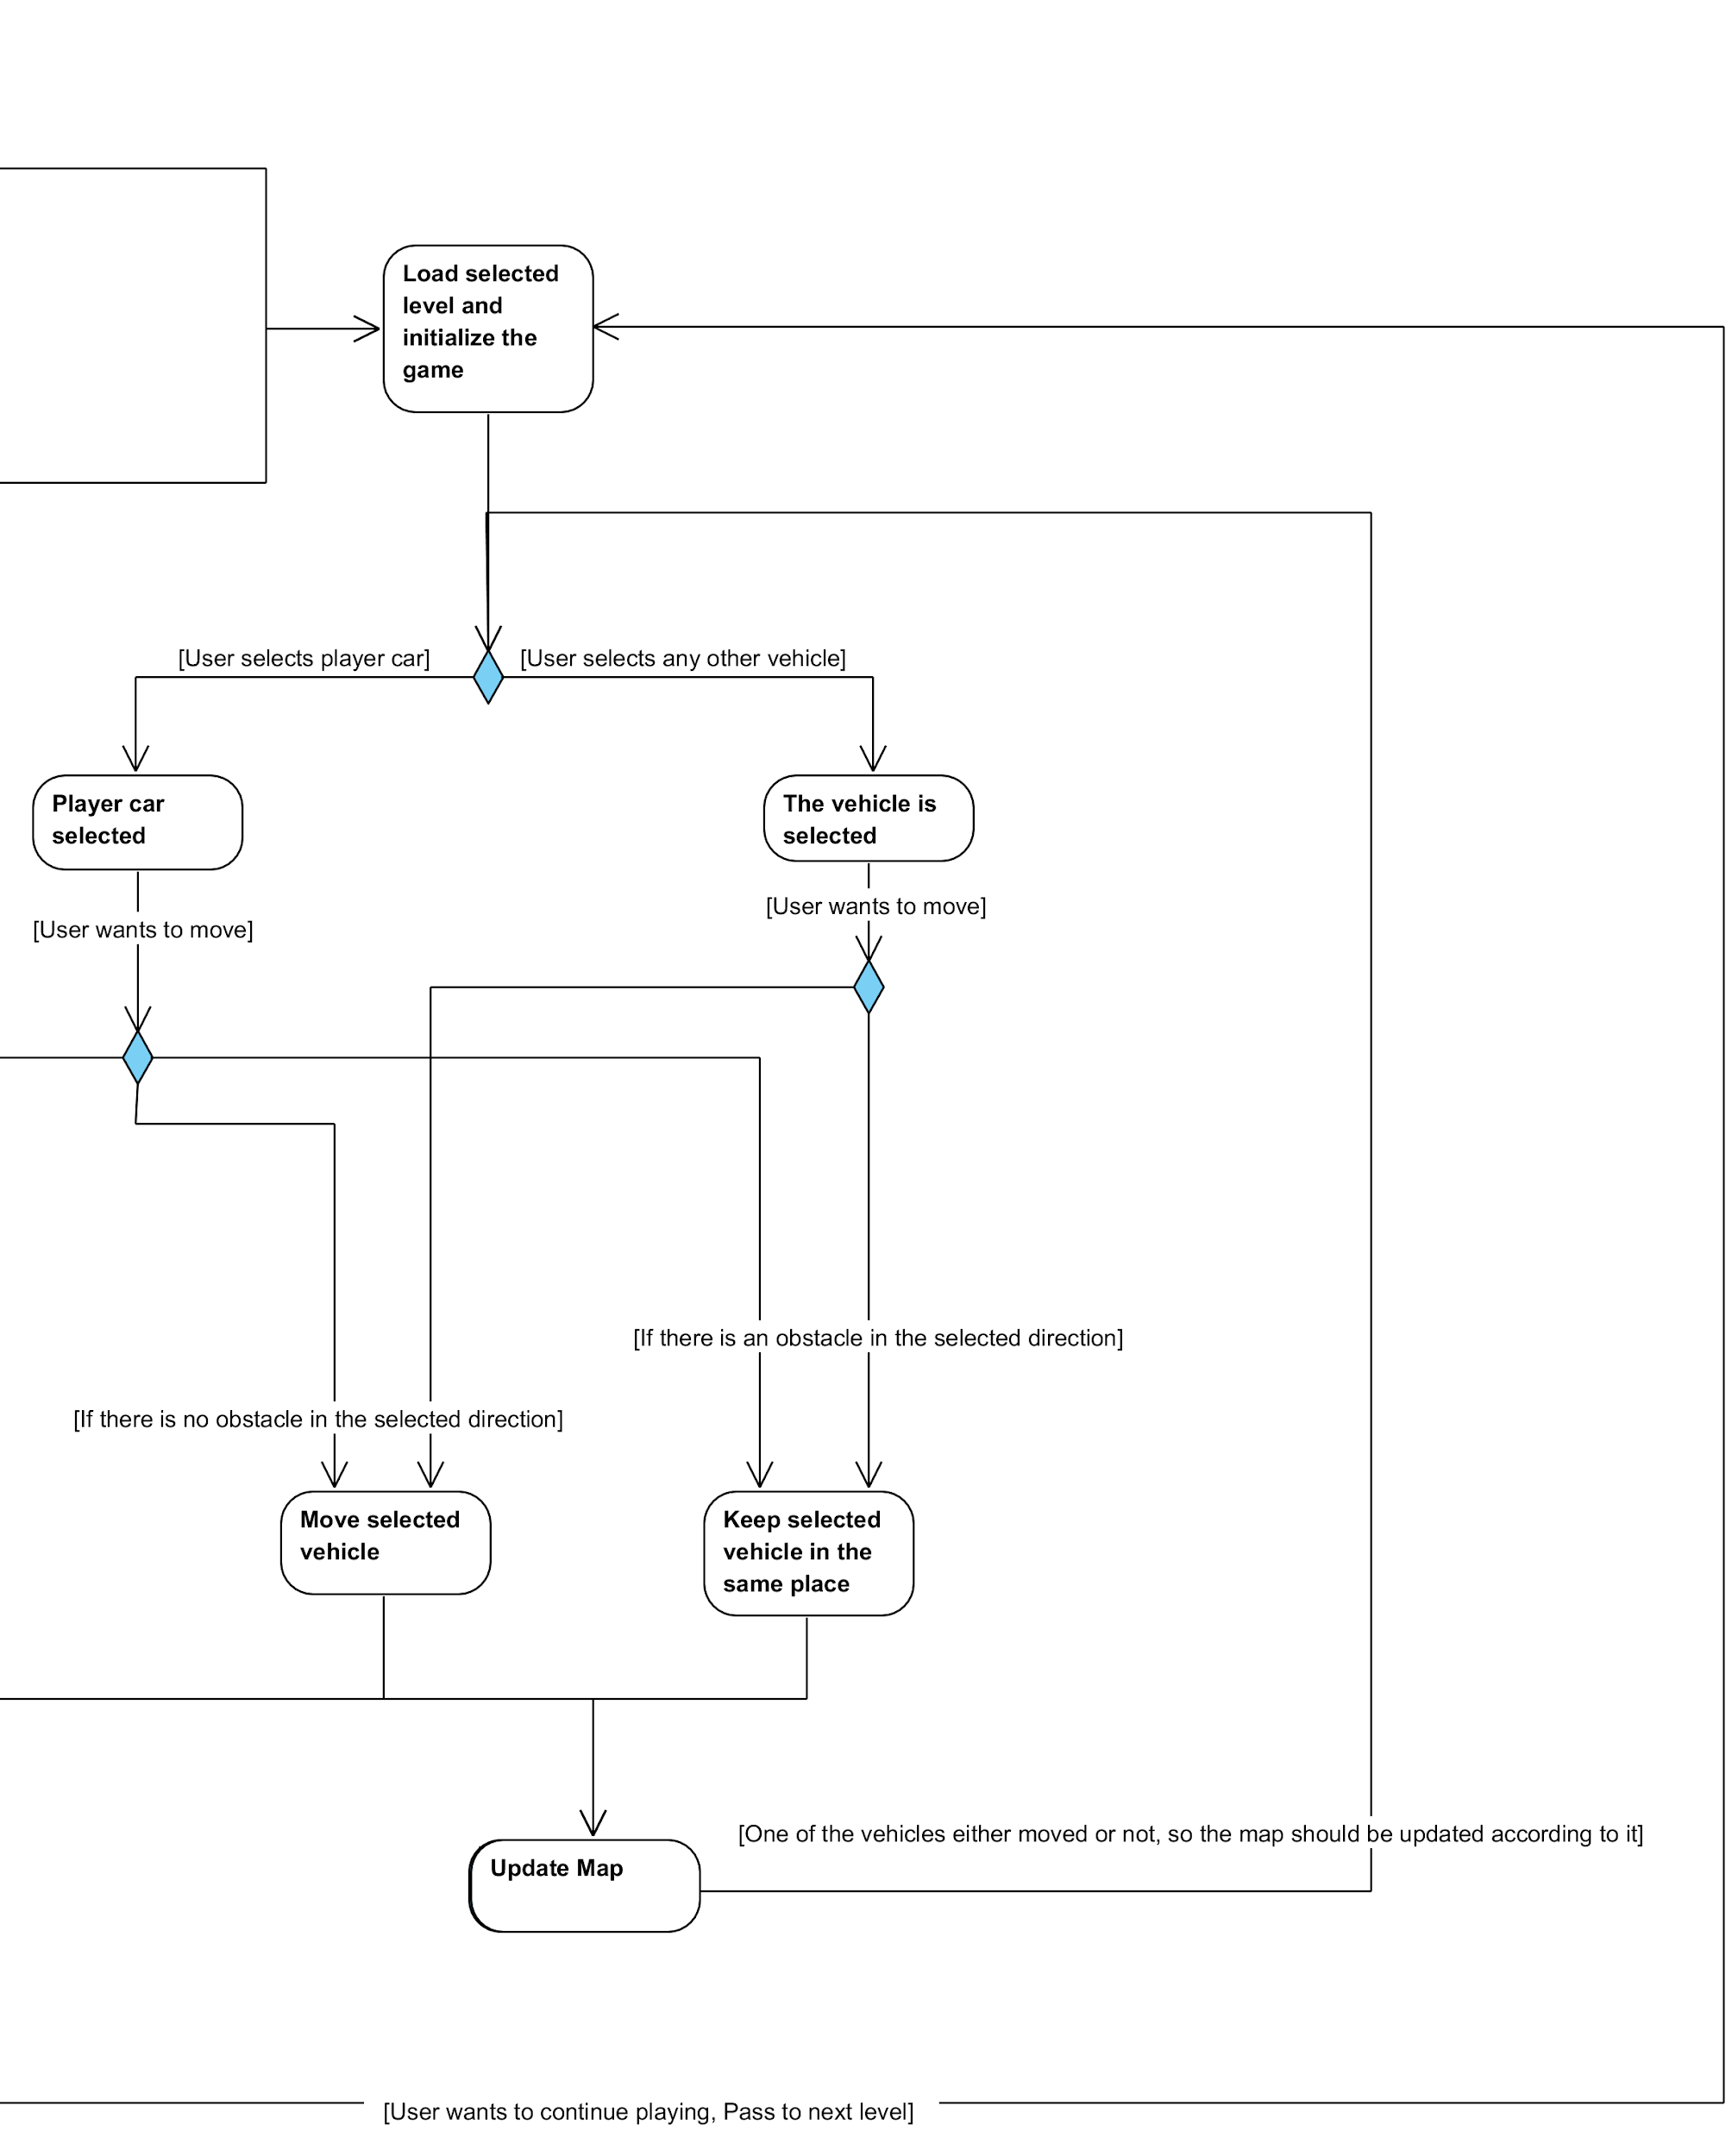 Load selected
level and
initialize the
game
[User selects player car]
[User selects any other vehicle]
Player car
selected
The vehicle is
selected
[User wants to move]
[User wants to move]
[If there is an obstacle in the selected direction]
[If there is no obstacle in the selected direction]
Move selected
vehicle
Keep selected
vehicle in the
same place
[One of the vehicles either moved or not, so the map should be updated according to it]
Update Map
[User wants to continue playing, Pass to next level]